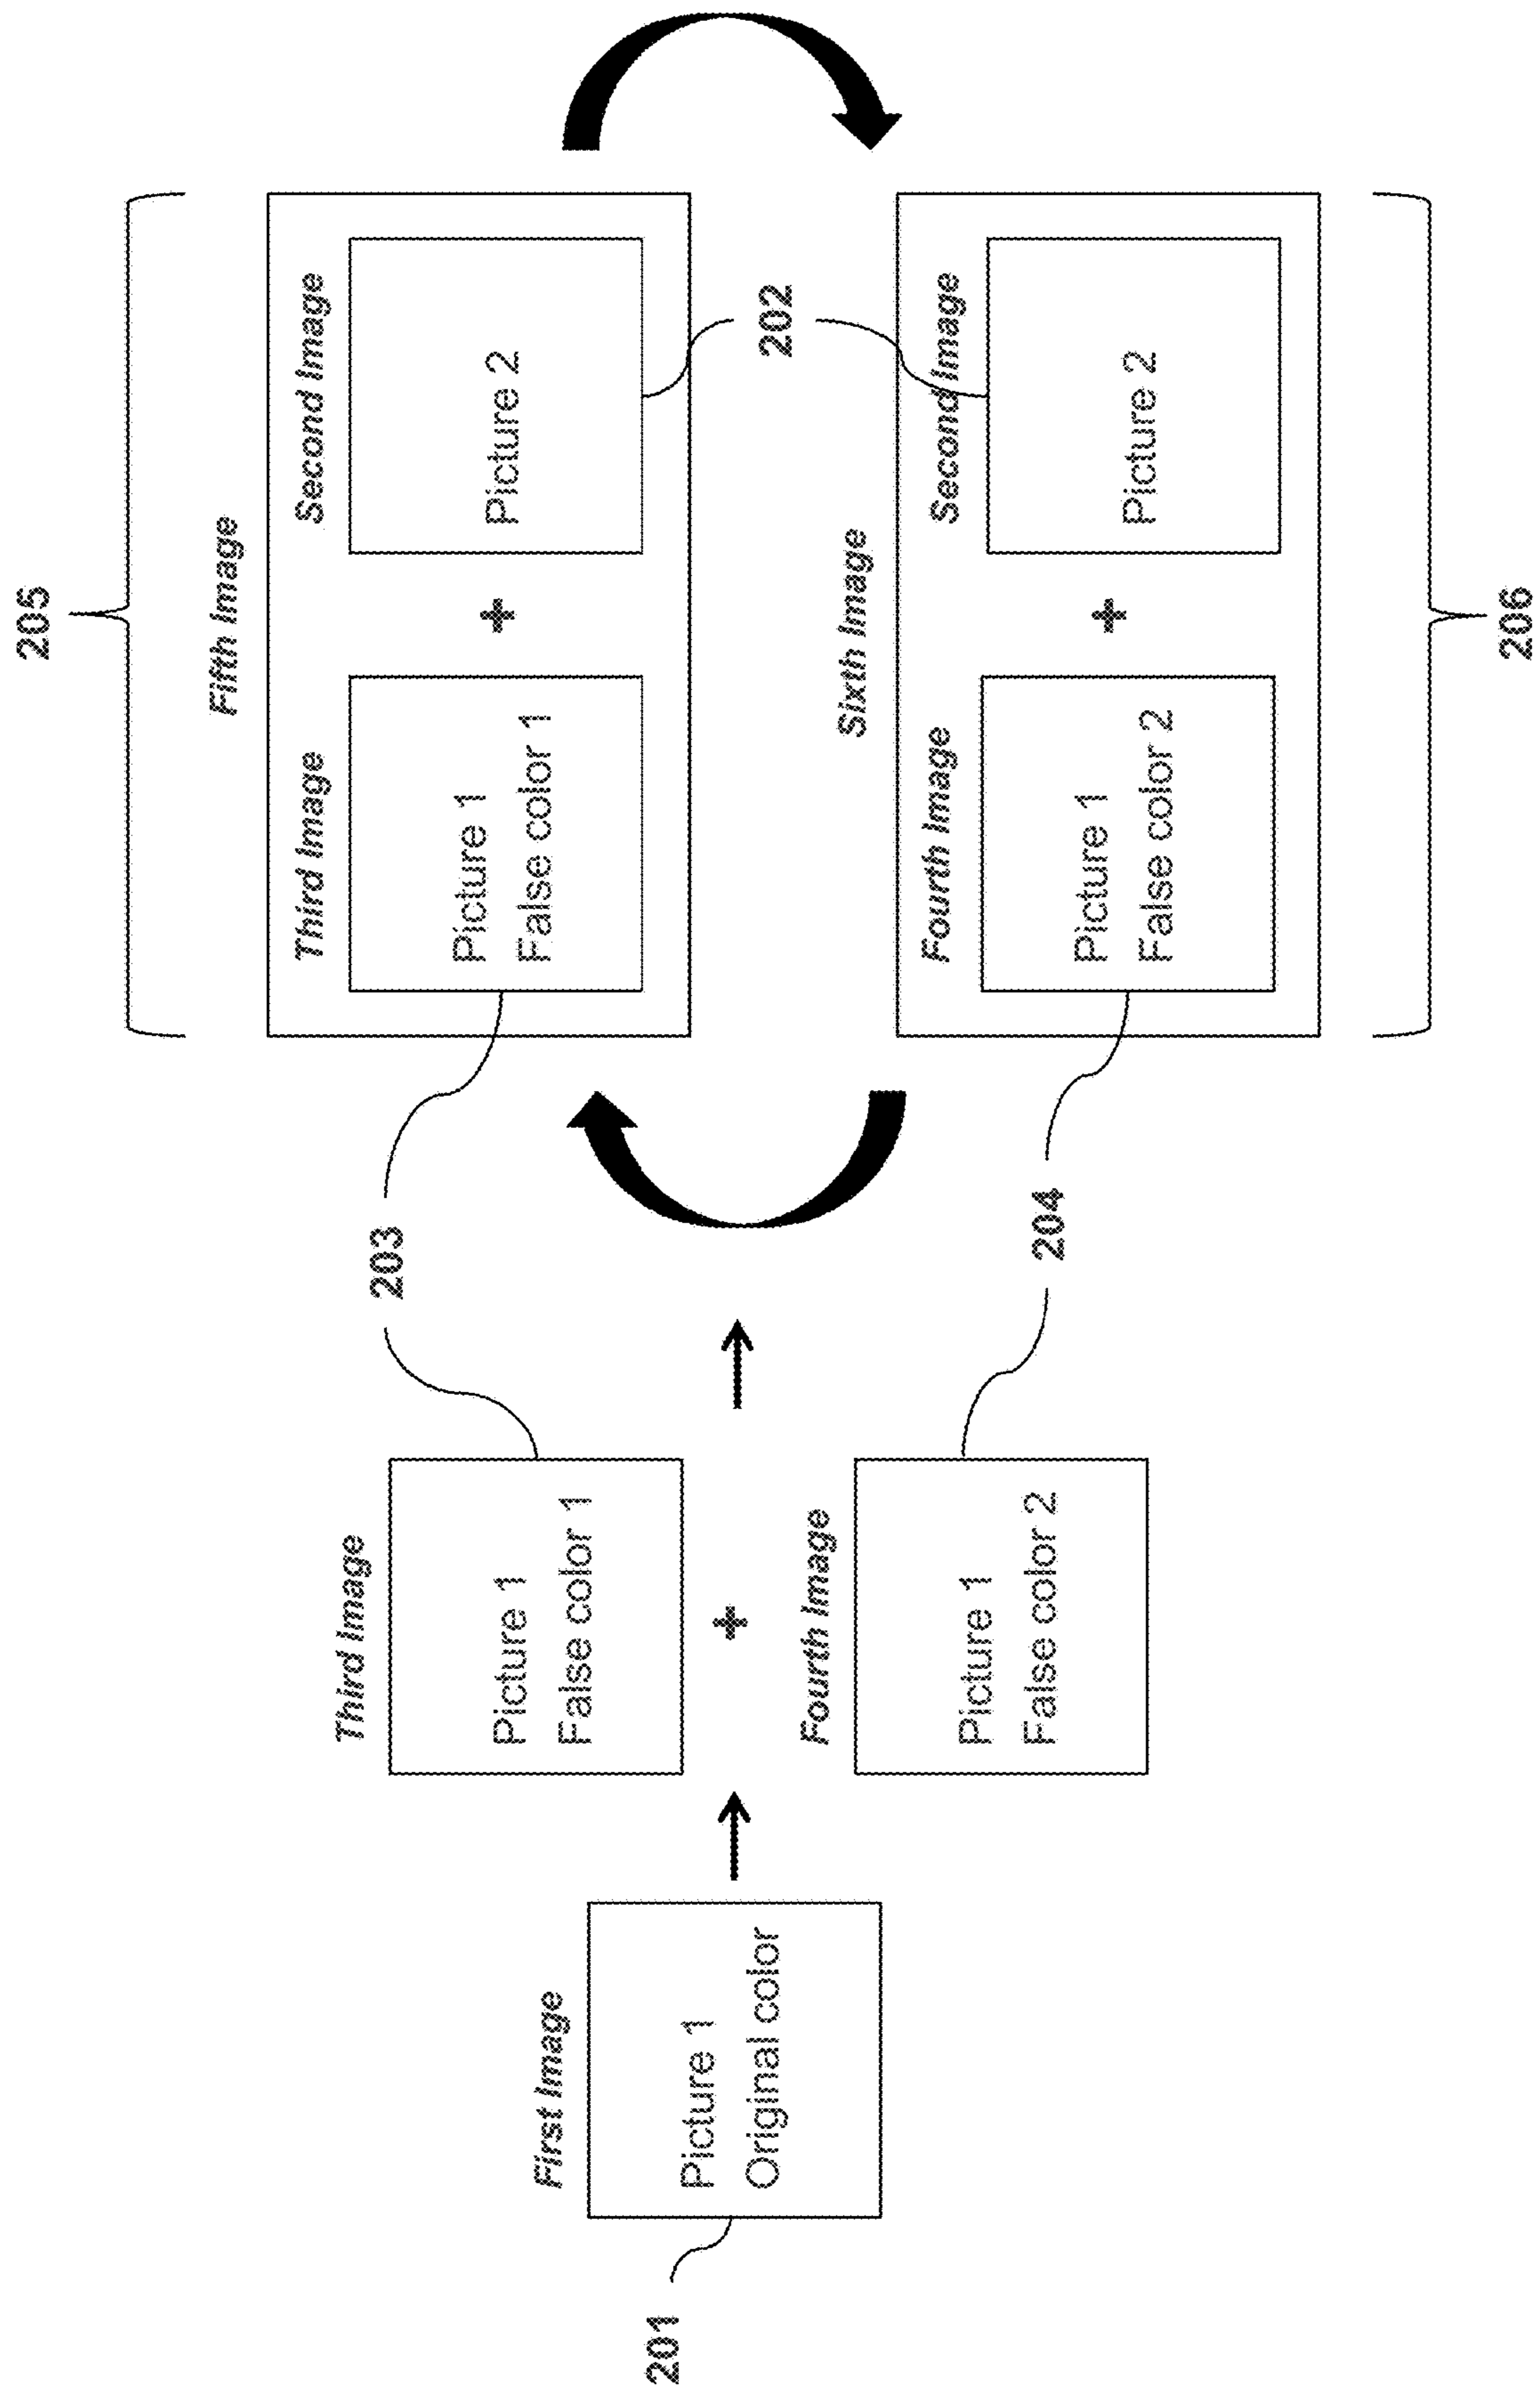 205
Fifth Image
Third Image
Second Image
Picture 1
False color 1
+
Picture 2
203
202
Third Image
Picture 1
False color 1
First Image
Picture 1
Original color
201
+
Fourth Image
Picture 1
False color 2
204
Sixth Image
Fourth Image
Second Image
Picture 1
False color 2
+
Picture 2
206